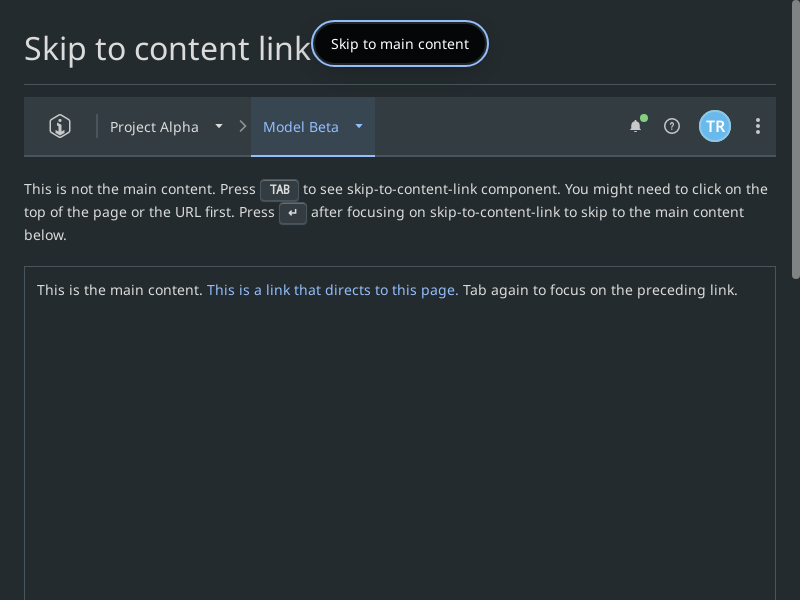 Skip to content link
Skip to main content
Project Alpha
Model Beta
TR
This is not the main content. Press TAB to see skip-to-content-link component. You might need to click on the
top of the page or the URL first. Press ↵ after focusing on skip-to-content-link to skip to the main content
below.
This is the main content. This is a link that directs to this page. Tab again to focus on the preceding link.